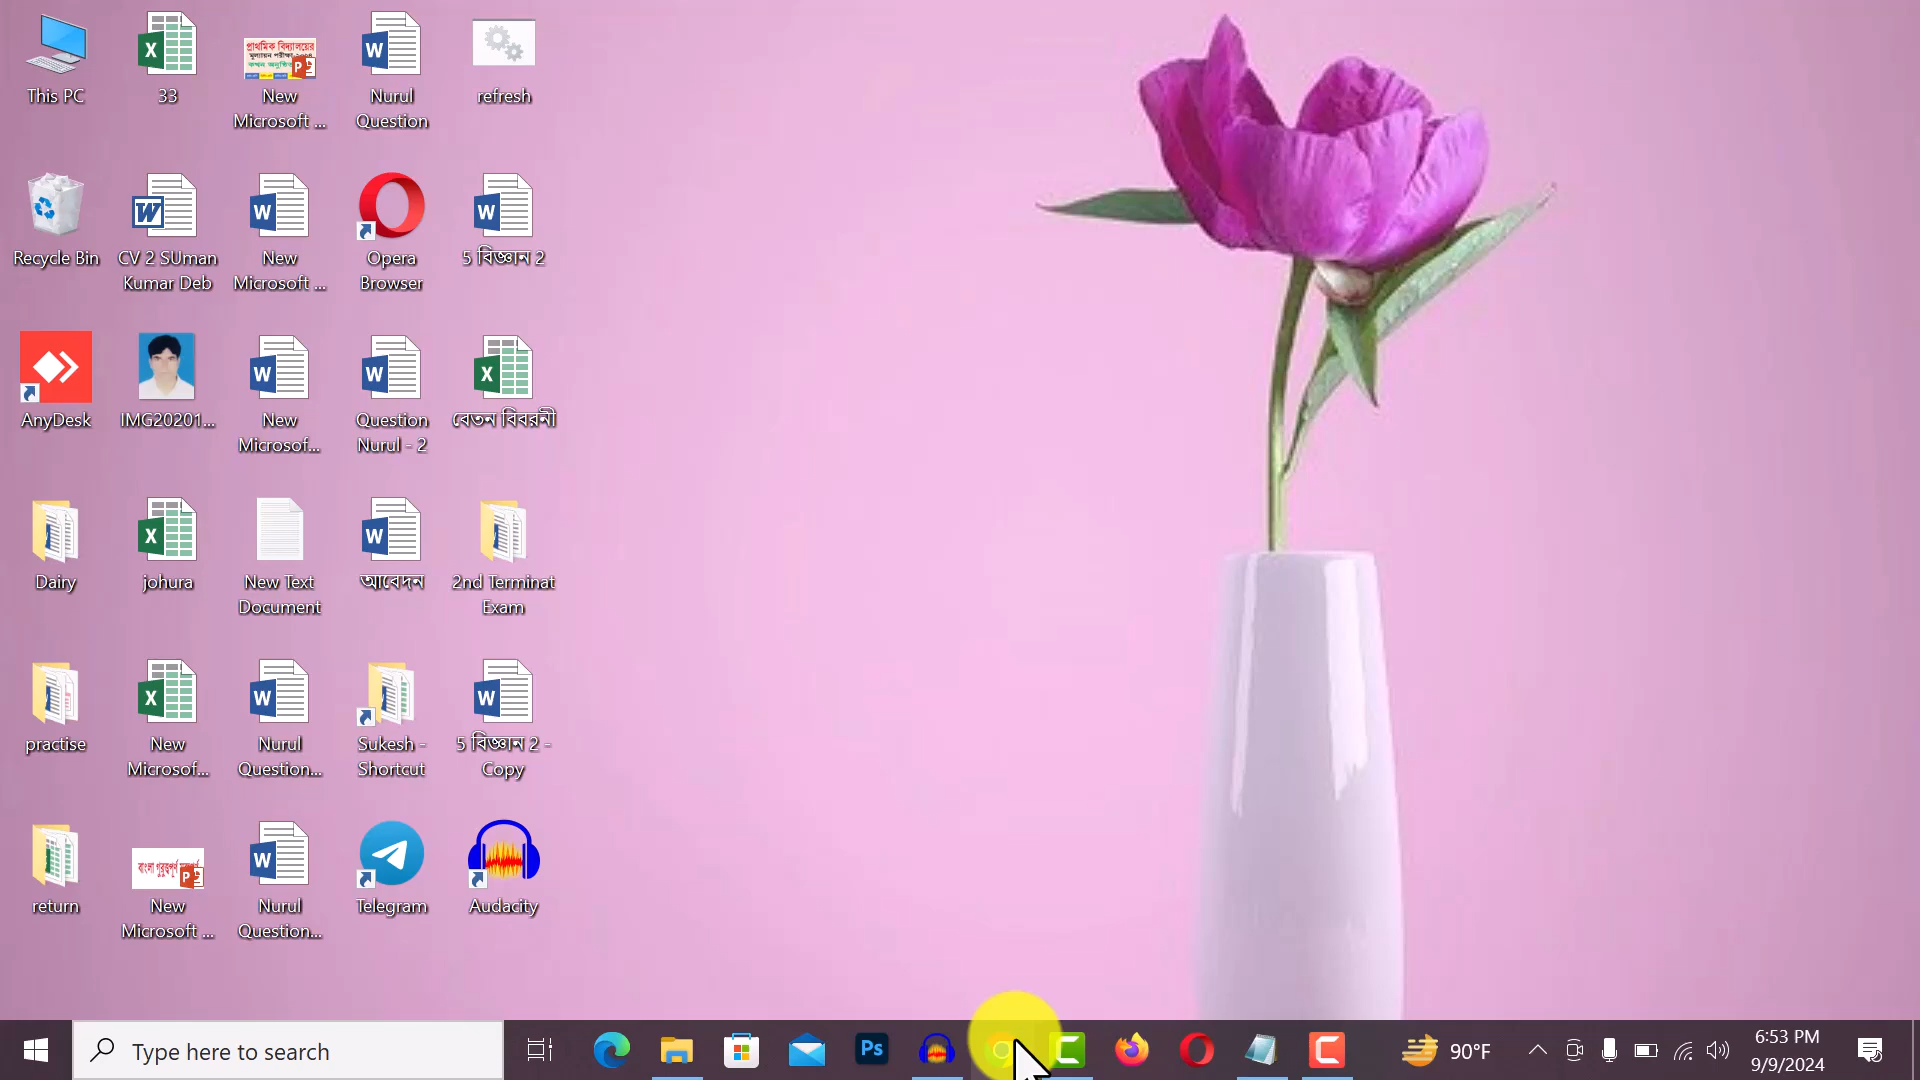 This PC
33
প্রাথমিক বিদ্যালয়ের
New
Microsoft ...
Nurul
Question
refresh
Recycle Bin
CV 2 SUman
Kumar Deb
New
Microsoft ...
Opera
Browser
5 বিজ্ঞান 2
AnyDesk
IMG20201...
New
Microsof...
Question
Nurul - 2
বেতন বিবরনী
Dairy
johura
New Text
Document
আবেদন
2nd Terminat
Exam
practise
New
Microsof...
Nurul
Question...
Sukesh -
Shortcut
5 বিজ্ঞান 2 -
Copy
return
বাংলা
New
Microsoft ...
Nurul
Question...
Telegram
Audacity
Type here to search
Ps
90°F
6:53 PM
9/9/2024